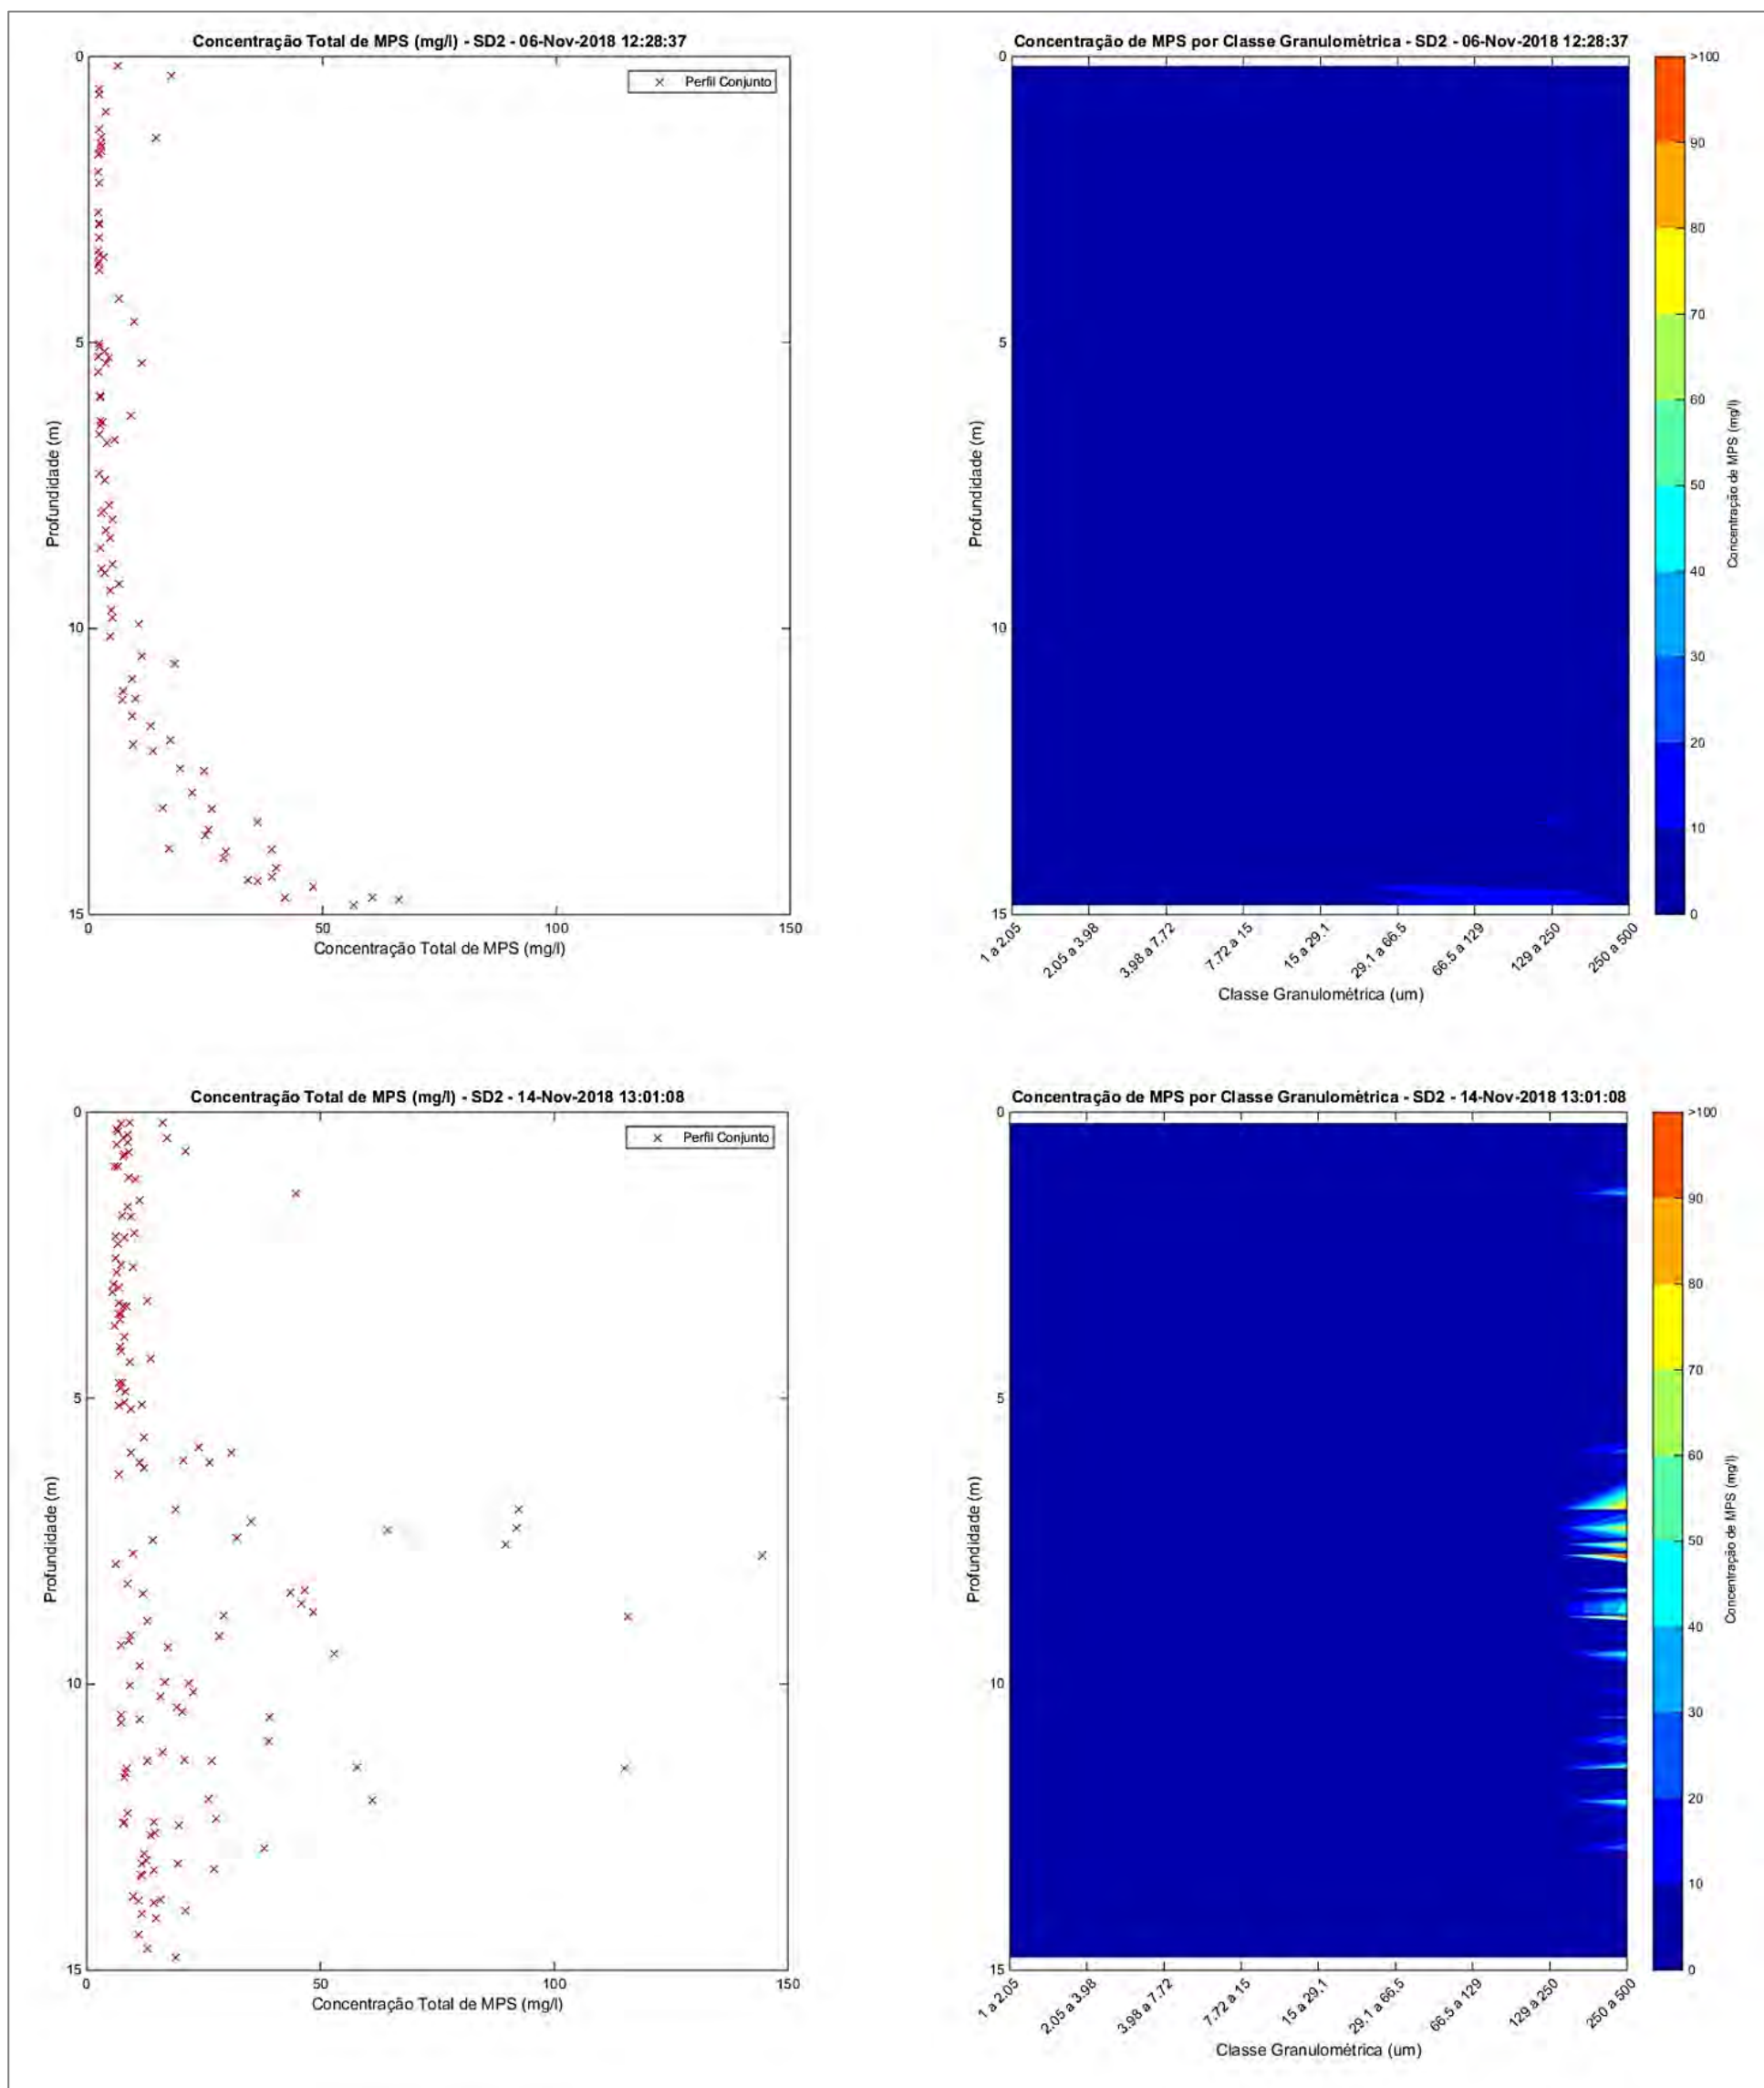 Concentração Total de MPS (mg/l) - SD2 - 06-Nov-2018 12:28:37
Perfil Conjunto
0
5
10
15
Profundidade (m)
0 50 100 150
Concentração Total de MPS (mg/l)
Concentração de MPS por Classe Granulométrica - SD2 - 06-Nov-2018 12:28:37
0
5
10
15
Profundidade (m)
1 a 2.05 2.05 a 3.98 3.98 a 7.72 7.72 a 15 15 a 29.1 29.1 a 66.5 66.5 a 129 129 a 250 250 a 500
Classe Granulométrica (um)
>100
90
80
70
60
50
40
30
20
10
0
Concentração de MPS (mg/l)
Concentração Total de MPS (mg/l) - SD2 - 14-Nov-2018 13:01:08
Perfil Conjunto
0
5
10
15
Profundidade (m)
0 50 100 150
Concentração Total de MPS (mg/l)
Concentração de MPS por Classe Granulométrica - SD2 - 14-Nov-2018 13:01:08
0
5
10
15
Profundidade (m)
1 a 2.05 2.05 a 3.98 3.98 a 7.72 7.72 a 15 15 a 29.1 29.1 a 66.5 66.5 a 129 129 a 250 250 a 500
Classe Granulométrica (um)
>100
90
80
70
60
50
40
30
20
10
0
Concentração de MPS (mg/l)